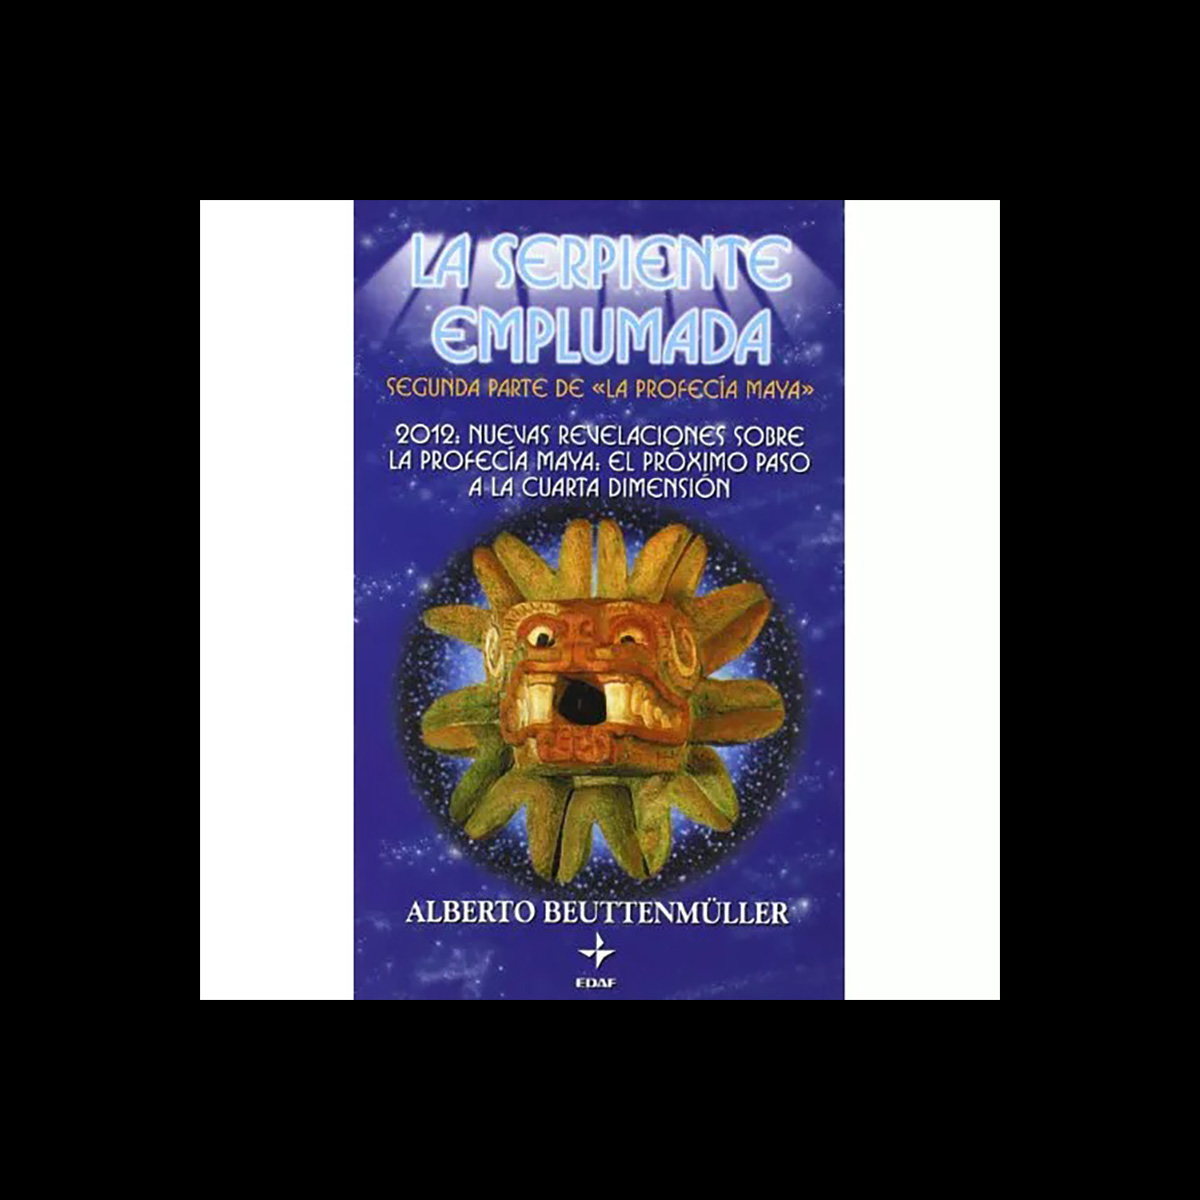 LA SERPIENTE
EMPLUMADA
SEGUNDA PARTE DE «LA PROFECÍA MAYA»
2012: NUEVAS REVELACIONES SOBRE
LA PROFECÍA MAYA: EL PRÓXIMO PASO
A LA CUARTA DIMENSIÓN
ALBERTO BEUTTENMÜLLER
EDAF